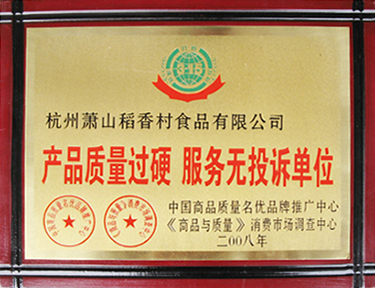 杭州萧山稻香村食品有限公司
产品质量过硬 服务无投诉单位
中国商品质量名优品牌推广中心
《商品与质量》消费市场调查中心
二00八年